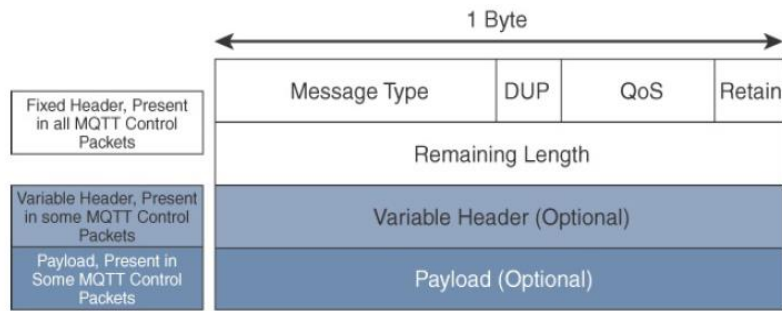 1 Byte
Message Type DUP QoS Retain
Fixed Header, Present
in all MQTT Control
Packets
Remaining Length
Variable Header, Present
in some MQTT Control
Packets
Variable Header (Optional)
Payload, Present in
Some MQTT Control
Packets
Payload (Optional)